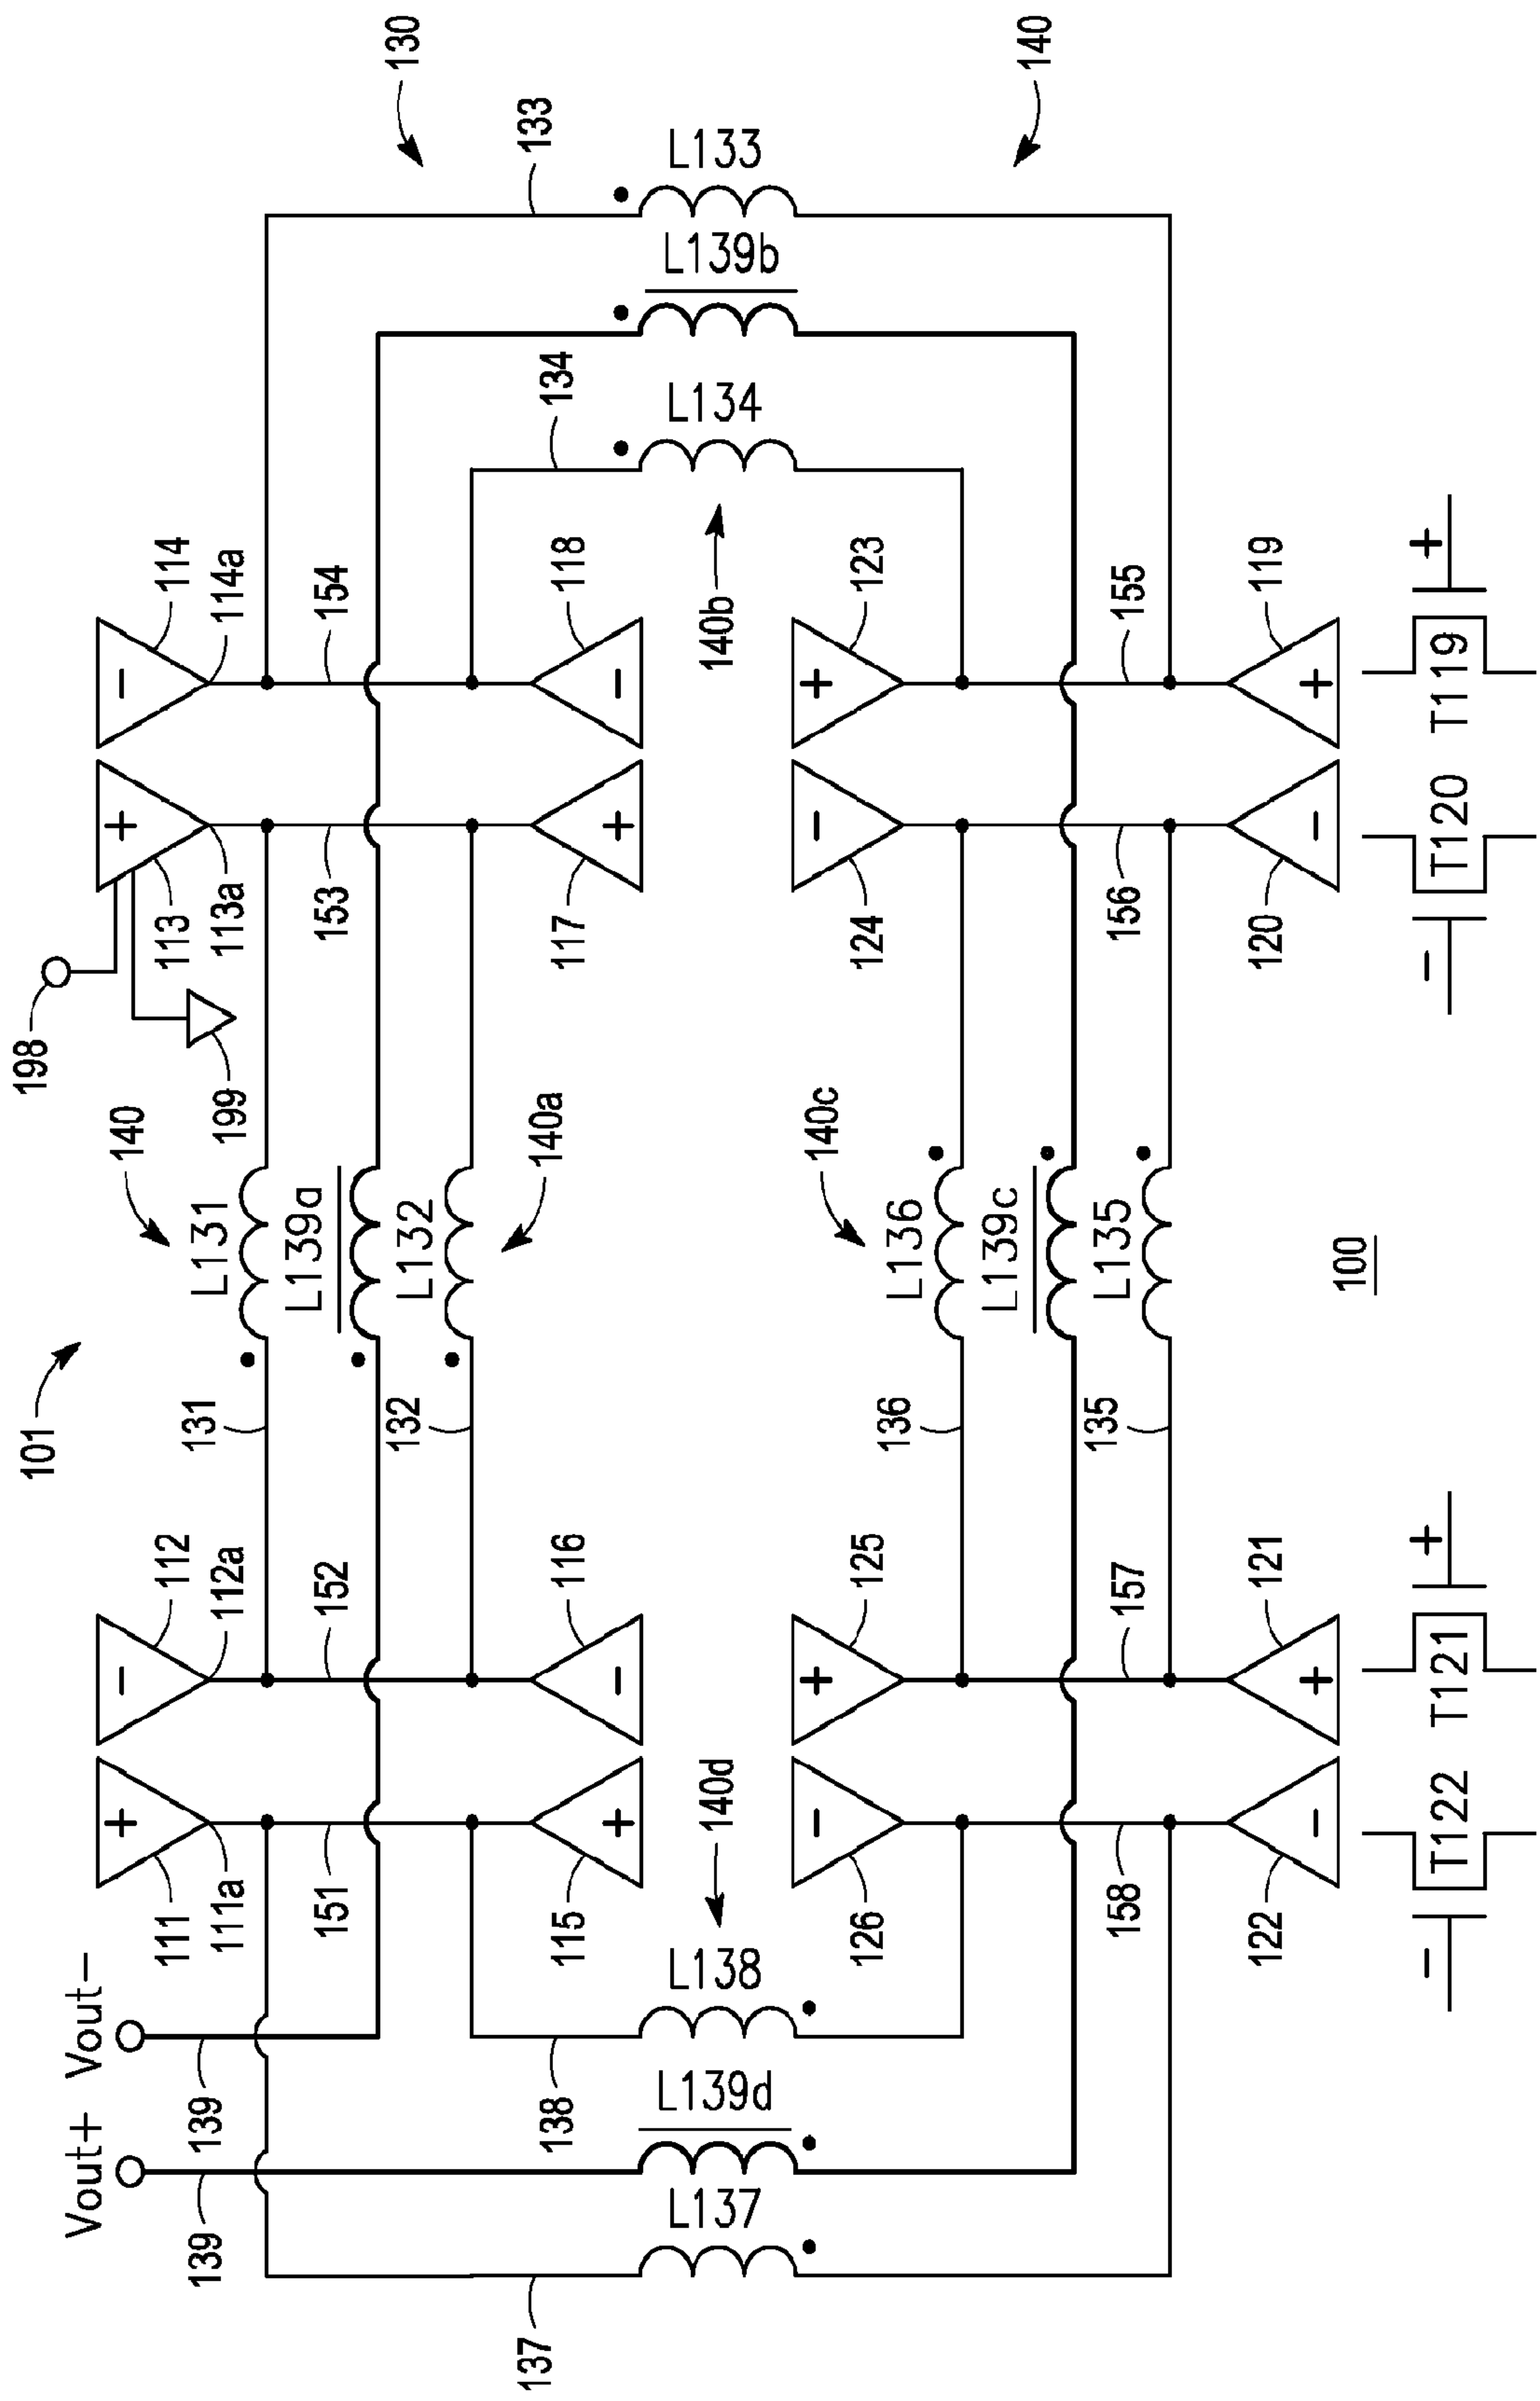 101
198
130
140
Vout+
Vout-
139
139
111
111a
112
112a
113
113a
199
114
114a
133
140
131
L131
L139a
151
152
153
154
132
L132
140a
115
116
117
118
134
L133
L139b
L134
140b
137
138
L137
L139d
L138
140d
126
125
124
123
136
L136
140c
L139c
135
L135
158
157
156
155
122
121
120
119
100
-
T122
T121
+
-
T120
T119
+
+
-
+
-
+
-
+
-
-
+
-
+
-
+
-
+